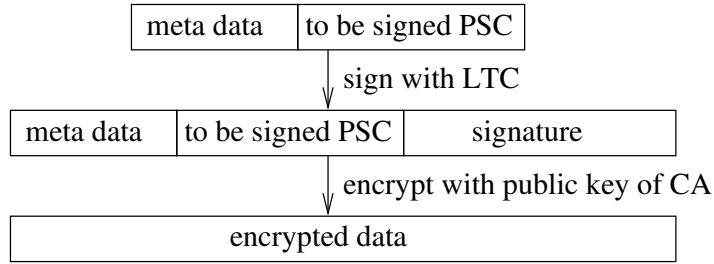 meta data to be signed PSC
sign with LTC
meta data to be signed PSC signature
encrypt with public key of CA
encrypted data